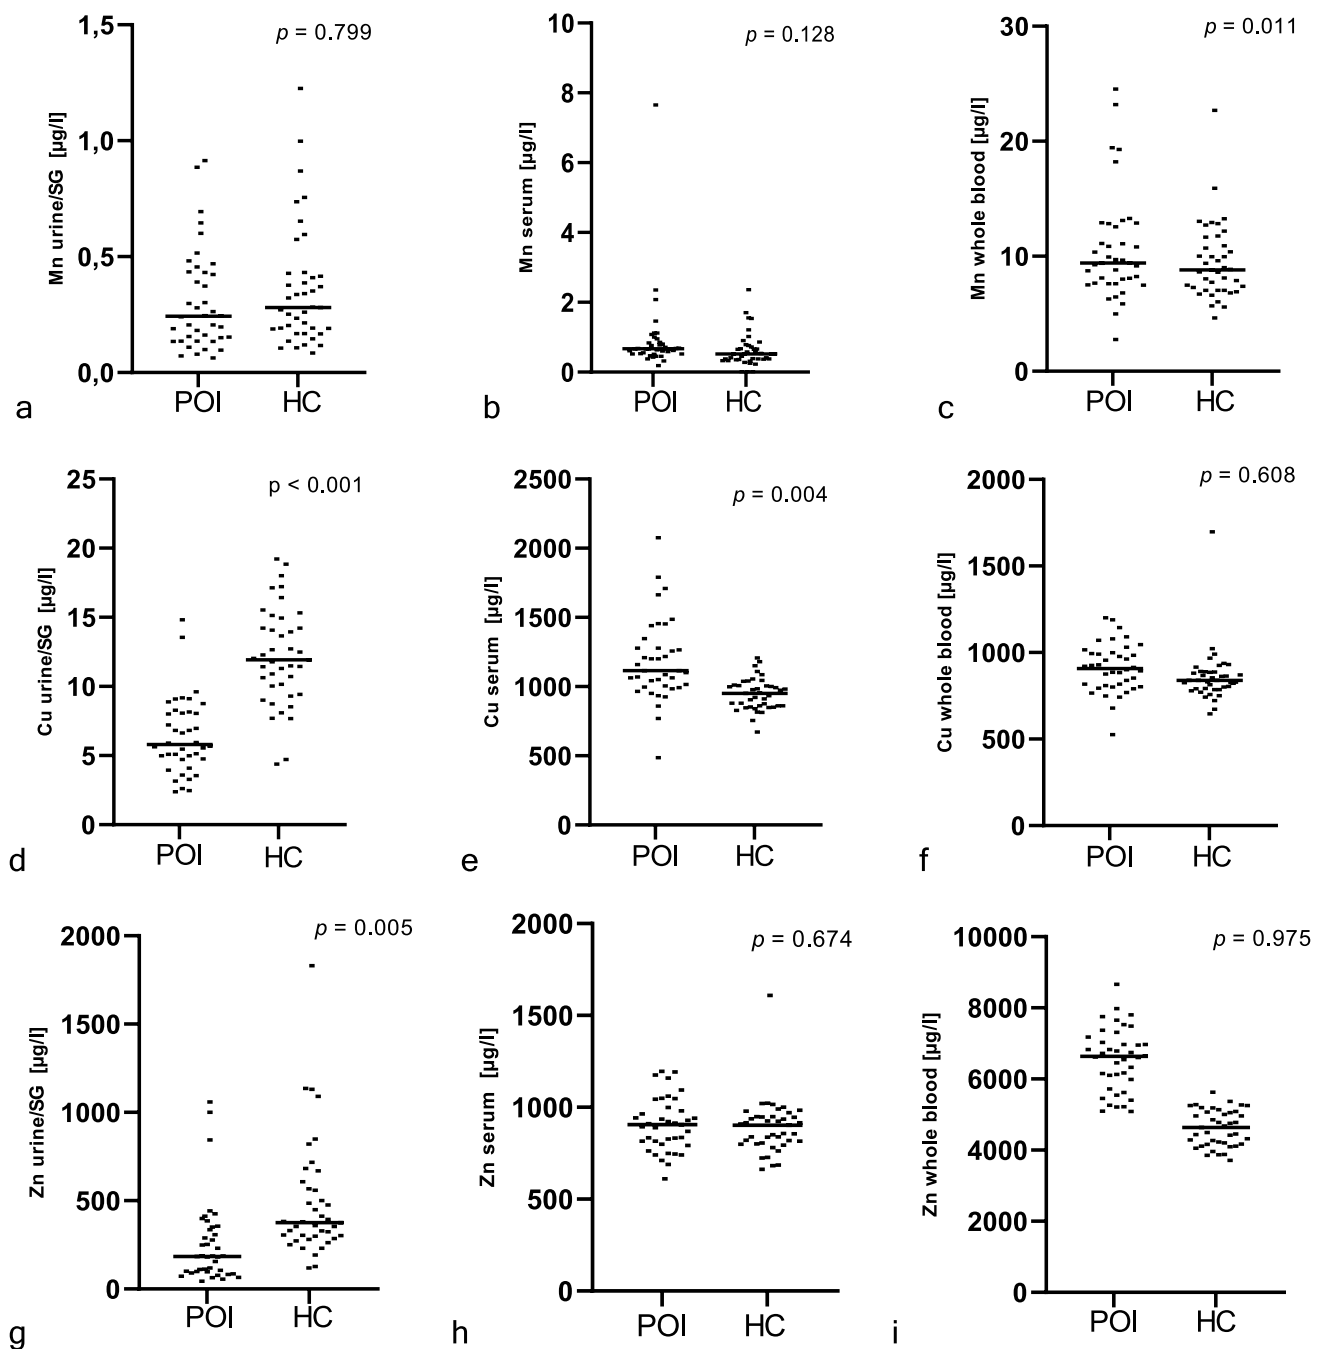 p = 0.799
Mn urine/SG [µg/l]
1,5
1,0
0,5
0,0
POI HC
a
p = 0.128
Mn serum [µg/l]
10
8
6
4
2
0
POI HC
b
p = 0.011
Mn whole blood [µg/l]
30
20
10
0
POI HC
c
p < 0.001
Cu urine/SG [µg/l]
25
20
15
10
5
0
POI HC
d
p = 0.004
Cu serum [µg/l]
2500
2000
1500
1000
500
0
POI HC
e
p = 0.608
Cu whole blood [µg/l]
2000
1500
1000
500
0
POI HC
f
p = 0.005
Zn urine/SG [µg/l]
2000
1500
1000
500
0
POI HC
g
p = 0.674
Zn serum [µg/l]
2000
1500
1000
500
0
POI HC
h
p = 0.975
Zn whole blood [µg/l]
10000
8000
6000
4000
2000
0
POI HC
i